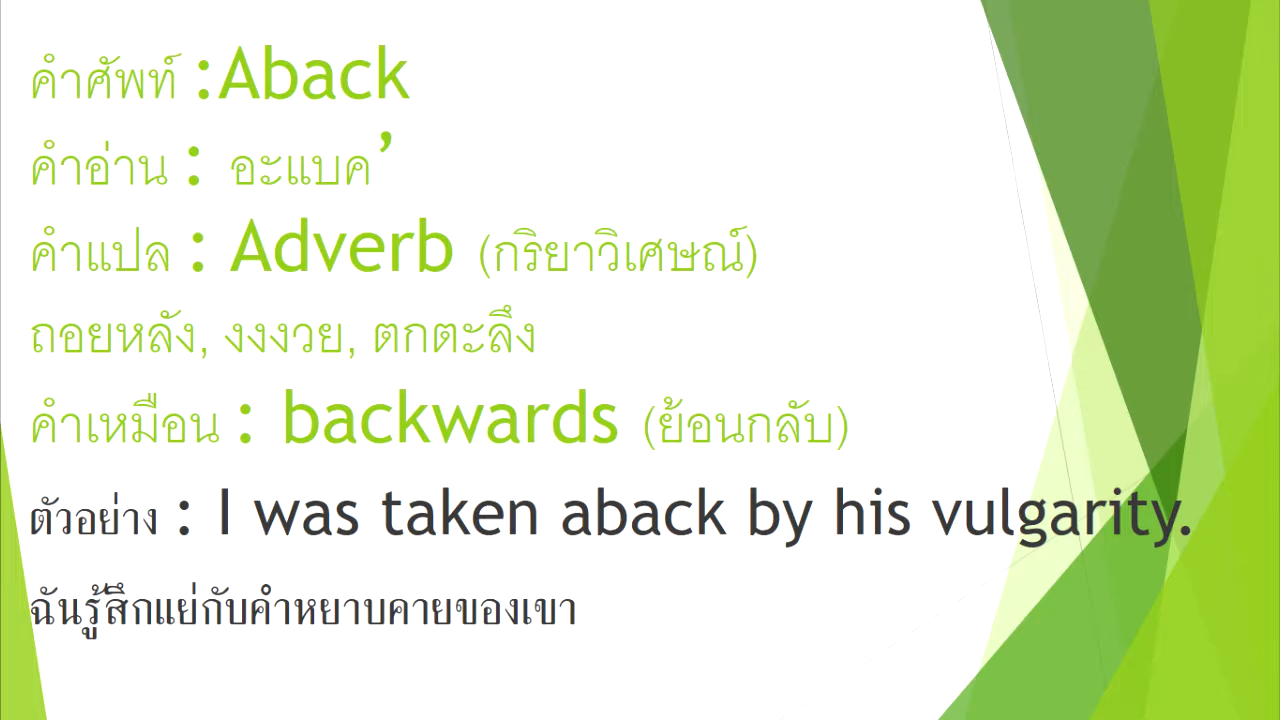 คำศัพท์ :Aback
คำอ่าน : อะแบค’
คำแปล : Adverb (กริยาวิเศษณ์)
ถอยหลัง, งงงวย, ตกตะลึง
คำเหมือน : backwards (ย้อนกลับ)
ตัวอย่าง : I was taken aback by his vulgarity.
ฉันรู้สึกแย่กับคำหยาบคายของเขา